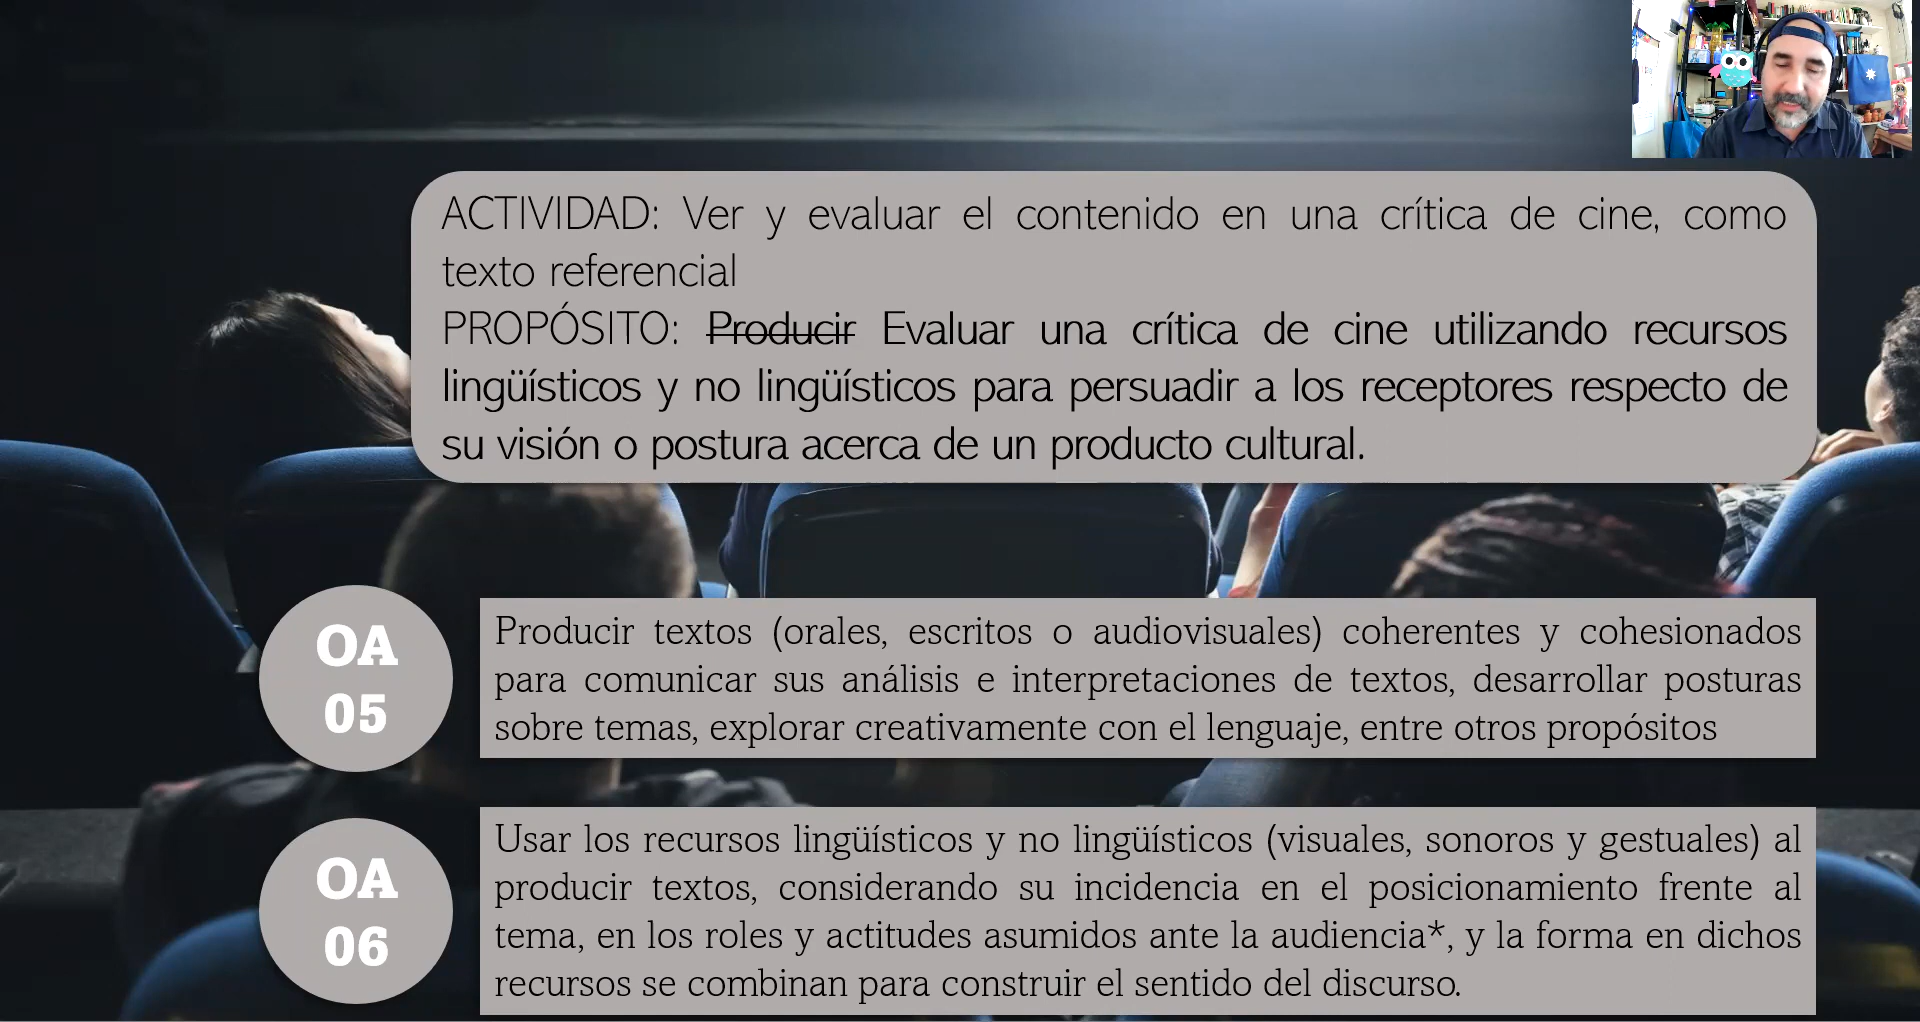 ACTIVIDAD: Ver y evaluar el contenido en una crítica de cine, como
texto referencial
PROPÓSITO: Producir Evaluar una crítica de cine utilizando recursos
lingüísticos y no lingüísticos para persuadir a los receptores respecto de
su visión o postura acerca de un producto cultural.
OA
05
Producir textos (orales, escritos o audiovisuales) coherentes y cohesionados
para comunicar sus análisis e interpretaciones de textos, desarrollar posturas
sobre temas, explorar creativamente con el lenguaje, entre otros propósitos
OA
06
Usar los recursos lingüísticos y no lingüísticos (visuales, sonoros y gestuales) al
producir textos, considerando su incidencia en el posicionamiento frente al
tema, en los roles y actitudes asumidos ante la audiencia*, y la forma en dichos
recursos se combinan para construir el sentido del discurso.